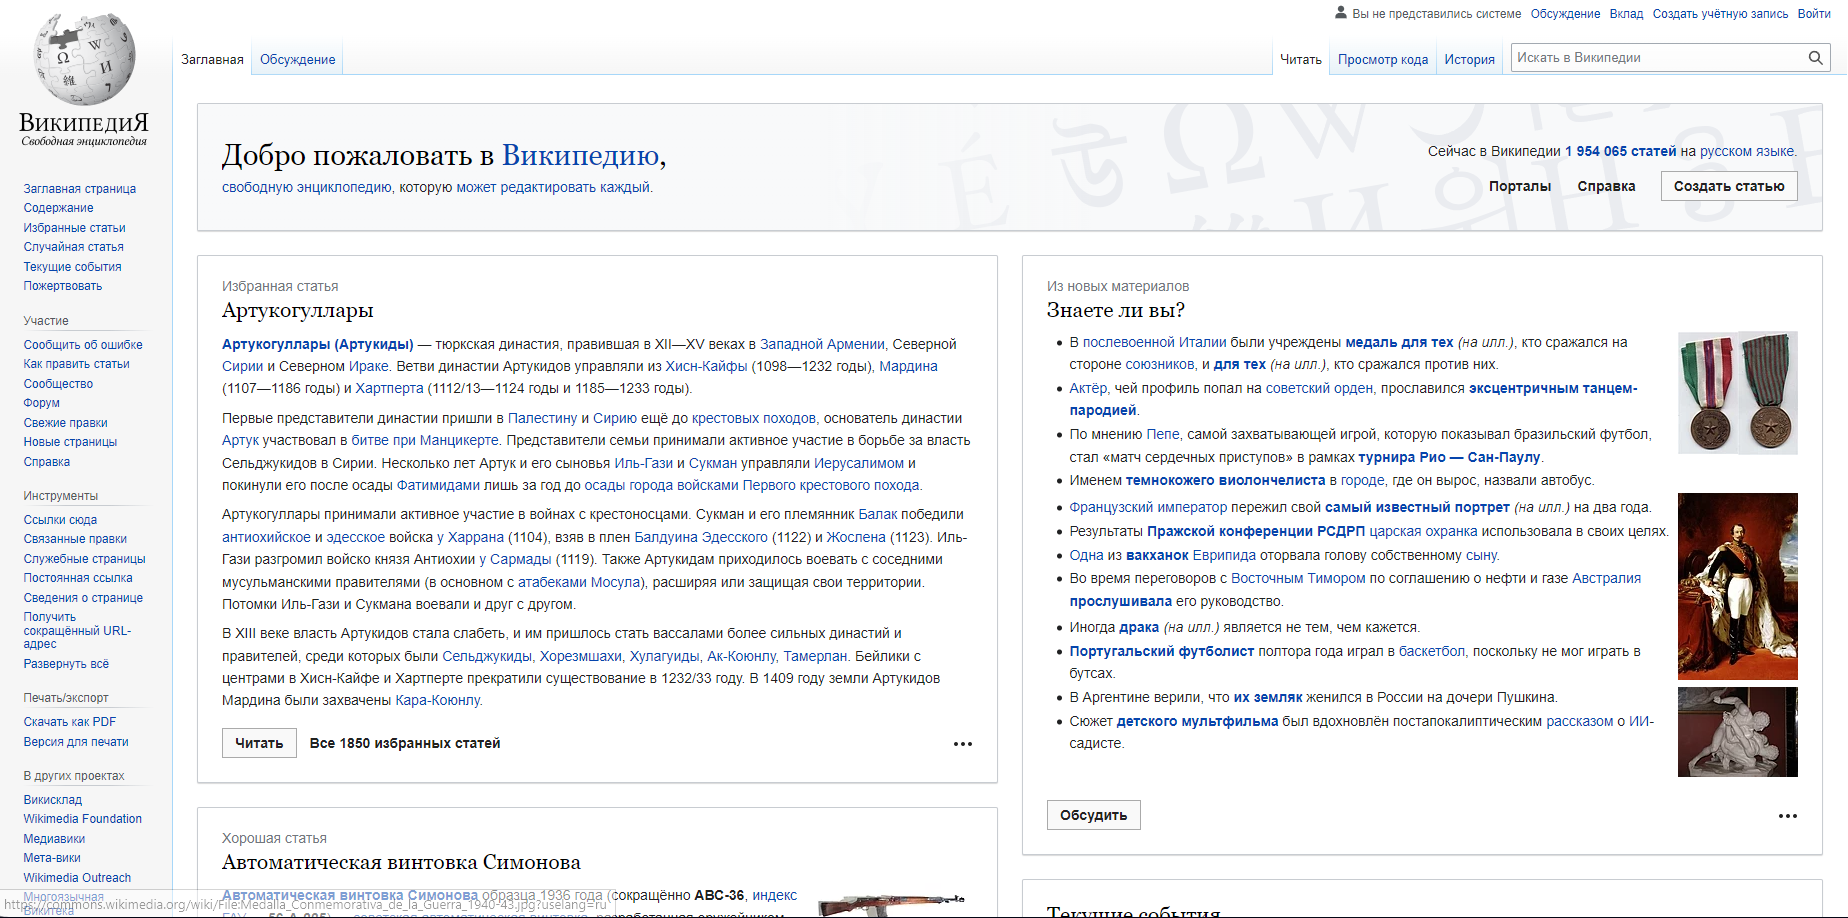 Вы не представились системе Обсуждение Вклад Создать учётную запись Войти
Заглавная Обсуждение Читать Просмотр кода История Искать в Википедии
ВикипедиЯ
Свободная энциклопедия
Заглавная страница
Содержание
Избранные статьи
Случайная статья
Текущие события
Пожертвовать
Участие
Сообщить об ошибке
Как править статьи
Сообщество
Форум
Свежие правки
Новые страницы
Справка
Инструменты
Ссылки сюда
Связанные правки
Служебные страницы
Постоянная ссылка
Сведения о странице
Получить
сокращённый URL-
адрес
Развернуть всё
Печать/экспорт
Скачать как PDF
Версия для печати
В других проектах
Викисклад
Wikimedia Foundation
Медиавики
Мета-вики
Wikimedia Outreach
Многоязычная
Викитека
Добро пожаловать в Википедию,
свободную энциклопедию, которую может редактировать каждый.
Сейчас в Википедии 1 954 065 статей на русском языке.
Порталы Справка Создать статью
Избранная статья
Артукогуллары
Артукогуллары (Артукиды) — тюркская династия, правившая в XII—XV веках в Западной Армении, Северной
Сирии и Северном Ираке. Ветви династии Артукидов управляли из Хисн-Кайфы (1098—1232 годы), Мардина
(1107—1186 годы) и Хартперта (1112/13—1124 годы и 1185—1233 годы).
Первые представители династии пришли в Палестину и Сирию ещё до крестовых походов, основатель династии
Артук участвовал в битве при Манцикерте. Представители семьи принимали активное участие в борьбе за власть
Сельджукидов в Сирии. Несколько лет Артук и его сыновья Иль-Гази и Сукман управляли Иерусалимом и
покинули его после осады Фатимидами лишь за год до осады города войсками Первого крестового похода.
Артукогуллары принимали активное участие в войнах с крестоносцами. Сукман и его племянник Балак победили
антиохийское и эдесское войска у Харрана (1104), взяв в плен Балдуина Эдесского (1122) и Жослена (1123). Иль-
Гази разгромил войско князя Антиохии у Сармады (1119). Также Артукидам приходилось воевать с соседними
мусульманскими правителями (в основном с атабеками Мосула), расширяя или защищая свои территории.
Потомки Иль-Гази и Сукмана воевали и друг с другом.
В XIII веке власть Артукидов стала слабеть, и им пришлось стать вассалами более сильных династий и
правителей, среди которых были Сельджукиды, Хорезмшахи, Хулагуиды, Ак-Коюнлу, Тамерлан. Бейлики с
центрами в Хисн-Кайфе и Хартперте прекратили существование в 1232/33 году. В 1409 году земли Артукидов
Мардина были захвачены Кара-Коюнлу.
Читать Все 1850 избранных статей
Хорошая статья
Автоматическая винтовка Симонова
Автоматическая винтовка Симонова образца 1936 года (сокращённо АВС-36, индекс
https://commons.wikimedia.org/wiki/File:Medalla_Conmemorativa_de_la_Guerra_1940-43.jpg?uselang=ru
Из новых материалов
Знаете ли вы?
В послевоенной Италии были учреждены медаль для тех (на илл.), кто сражался на
стороне союзников, и для тех (на илл.), кто сражался против них.
Актёр, чей профиль попал на советский орден, прославился эксцентричным танцем-
пародией.
По мнению Пепе, самой захватывающей игрой, которую показывал бразильский футбол,
стал «матч сердечных приступов» в рамках турнира Рио — Сан-Паулу.
Именем темнокожего виолончелиста в городе, где он вырос, назвали автобус.
Французский император пережил свой самый известный портрет (на илл.) на два года.
Результаты Пражской конференции РСДРП царская охранка использовала в своих целях.
Одна из вакханок Еврипида оторвала голову собственному сыну.
Во время переговоров с Восточным Тимором по соглашению о нефти и газе Австралия
прослушивала его руководство.
Иногда драка (на илл.) является не тем, чем кажется.
Португальский футболист полтора года играл в баскетбол, поскольку не мог играть в
бутсах.
В Аргентине верили, что их земляк женился в России на дочери Пушкина.
Сюжет детского мультфильма был вдохновлён постапокалиптическим рассказом о ИИ-
садисте.
Обсудить
Текущие события